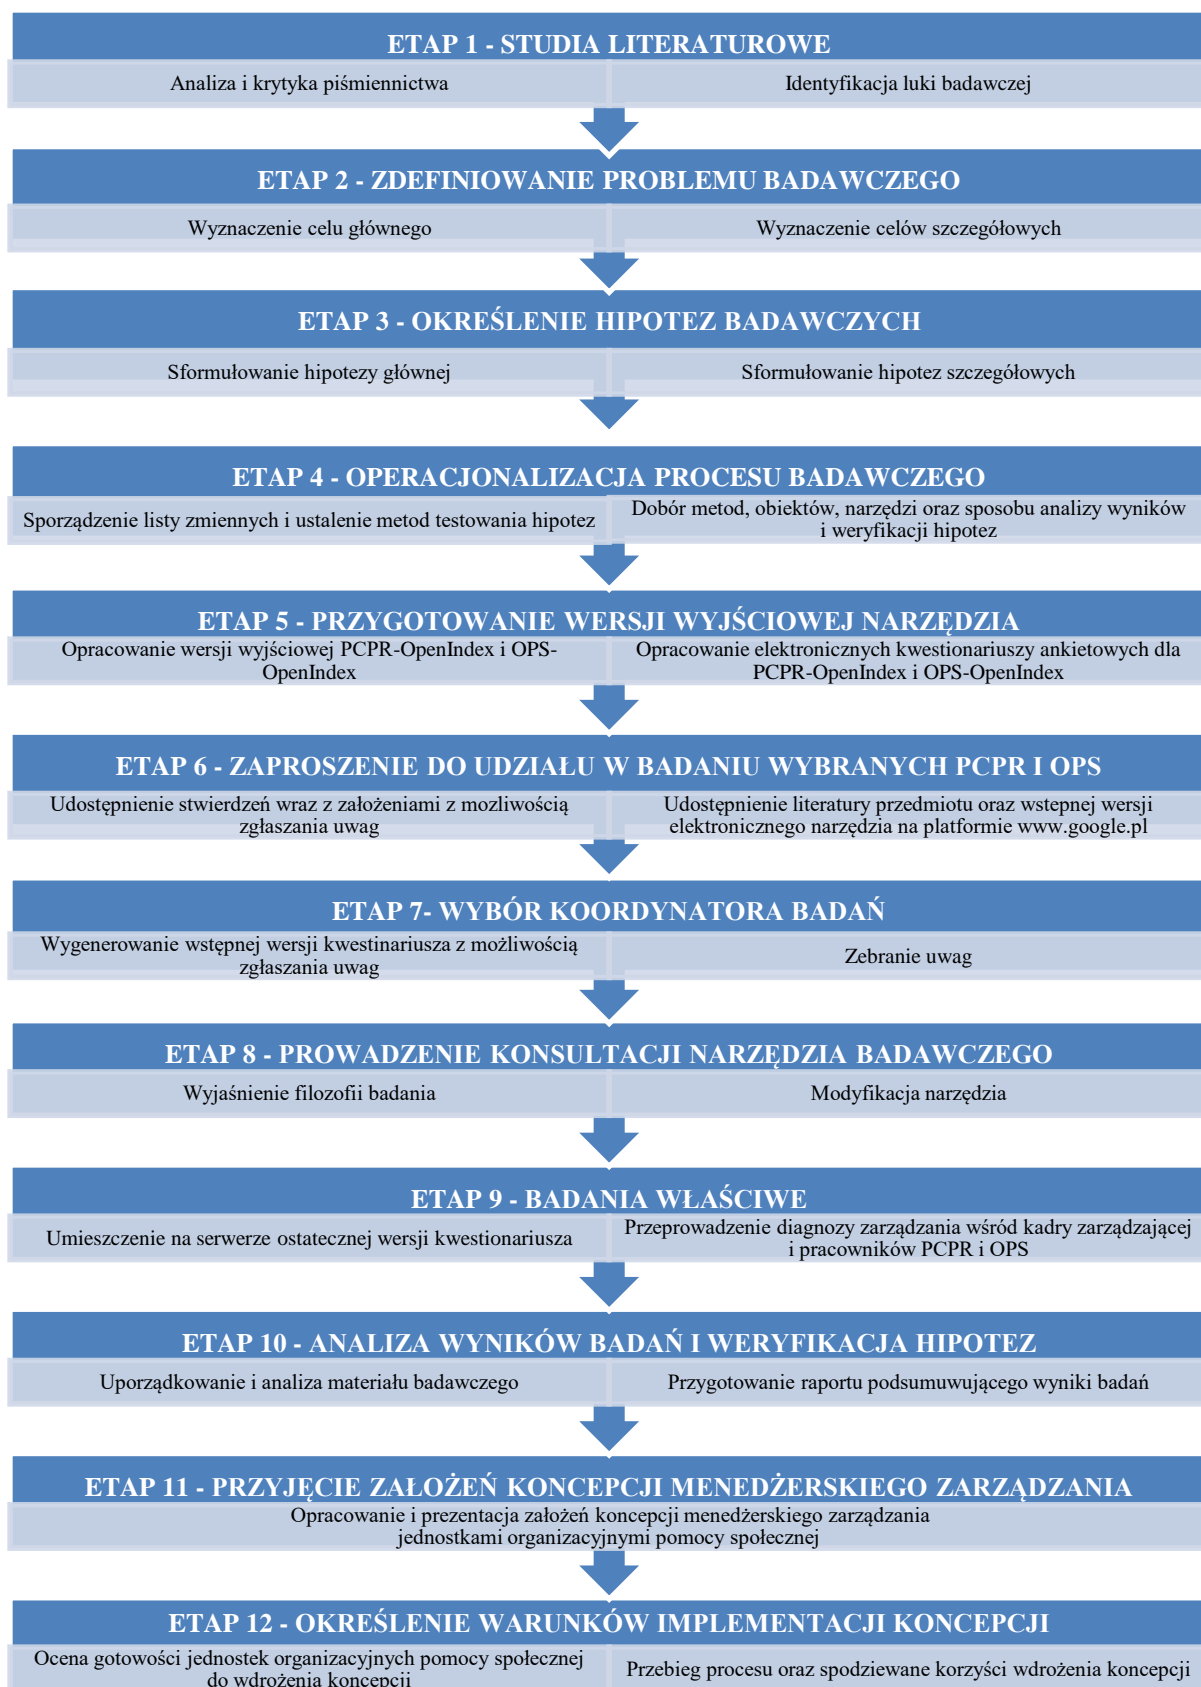 ETAP 1 - STUDIA LITERATUROWE
Analiza i krytyka piśmiennictwa
Identyfikacja luki badawczej
ETAP 2 - ZDEFINIOWANIE PROBLEMU BADAWCZEGO
Wyznaczenie celu głównego
Wyznaczenie celów szczegółowych
ETAP 3 - OKREŚLENIE HIPOTEZ BADAWCZYCH
Sformułowanie hipotezy głównej
Sformułowanie hipotez szczegółowych
ETAP 4 - OPERACJONALIZACJA PROCESU BADAWCZEGO
Sporządzenie listy zmiennych i ustalenie metod testowania hipotez
Dobór metod, obiektów, narzędzi oraz sposobu analizy wyników
i weryfikacji hipotez
ETAP 5 - PRZYGOTOWANIE WERSJI WYJŚCIOWEJ NARZĘDZIA
Opracowanie wersji wyjściowej PCPR-OpenIndex i OPS-
OpenIndex
Opracowanie elektronicznych kwestionariuszy ankietowych dla
PCPR-OpenIndex i OPS-OpenIndex
ETAP 6 - ZAPROSZENIE DO UDZIAŁU W BADANIU WYBRANYCH PCPR I OPS
Udostępnienie stwierdzeń wraz z założeniami z mozliwością
zgłaszania uwag
Udostępnienie literatury przedmiotu oraz wstepnej wersji
elektronicznego narzędzia na platformie www.google.pl
ETAP 7- WYBÓR KOORDYNATORA BADAŃ
Wygenerowanie wstępnej wersji kwestinariusza z możliwością
zgłaszania uwag
Zebranie uwag
ETAP 8 - PROWADZENIE KONSULTACJI NARZĘDZIA BADAWCZEGO
Wyjaśnienie filozofii badania
Modyfikacja narzędzia
ETAP 9 - BADANIA WŁAŚCIWE
Umieszczenie na serwerze ostatecznej wersji kwestionariusza
Przeprowadzenie diagnozy zarządzania wśród kadry zarządzającej
i pracowników PCPR i OPS
ETAP 10 - ANALIZA WYNIKÓW BADAŃ I WERYFIKACJA HIPOTEZ
Uporządkowanie i analiza materiału badawczego
Przygotowanie raportu podsumuwującego wyniki badań
ETAP 11 - PRZYJĘCIE ZAŁOŻEŃ KONCEPCJI MENEDŻERSKIEGO ZARZĄDZANIA
Opracowanie i prezentacja założeń koncepcji menedżerskiego zarządzania
jednostkami organizacyjnymi pomocy społecznej
ETAP 12 - OKREŚLENIE WARUNKÓW IMPLEMENTACJI KONCEPCJI
Ocena gotowości jednostek organizacyjnych pomocy społecznej
do wdrożenia koncepcji
Przebieg procesu oraz spodziewane korzyści wdrożenia koncepcji